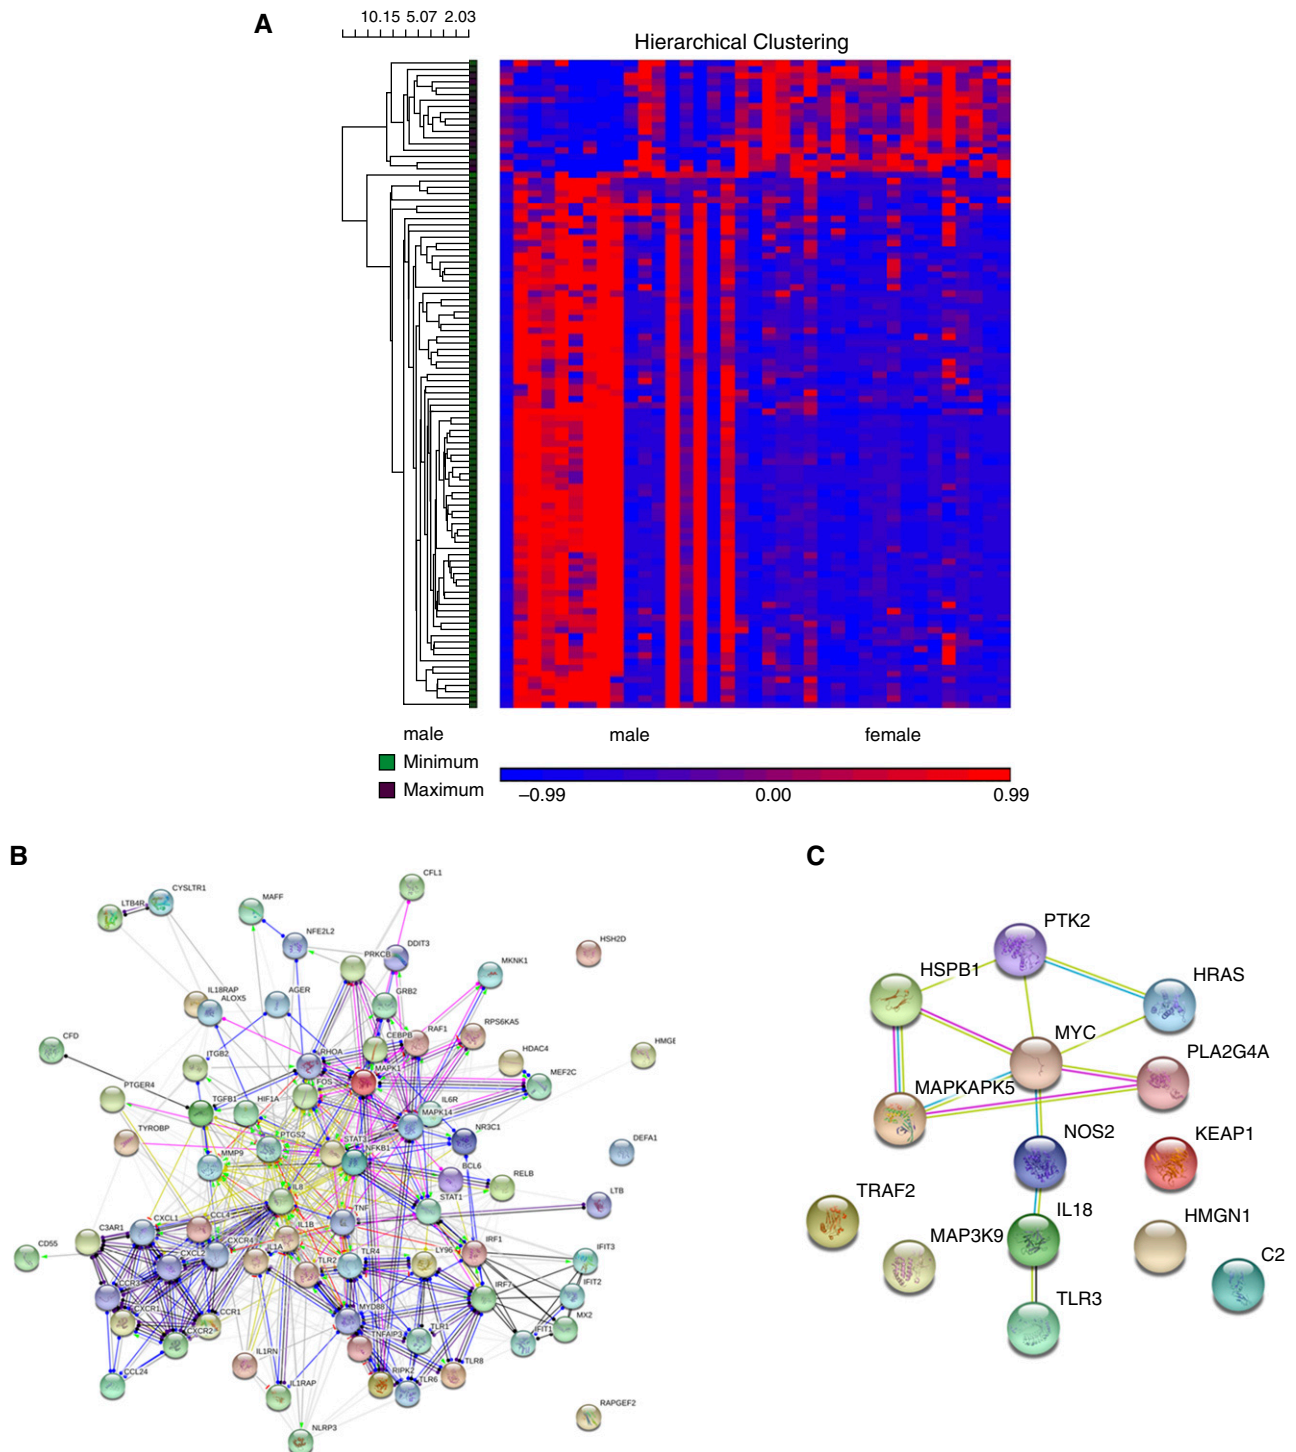 A
10.15 5.07 2.03
Hierarchical Clustering
male
male
female
Minimum
Maximum
–0.99
0.00
0.99
B
C
CFL1
CYSLTR1
LTB4R
MAFF
NFE2L2
DDIT3
HSH2D
PRKCB
MKNK1
IL18RAP
ALOX5
AGER
GRB2
CFD
CEBPB
RAF1
RPS6KA5
ITGB2
RHOA
HDAC4
HMGB
MAPK1
FOS
MEF2C
PTGER4
TGFB1
HIF1A
IL6R
MAPK14
TYROBP
PTGS2
STAT3
NR3C1
DEFA1
MMP9
NFKB1
BCL6
RELB
IL8
TNF
STAT1
LTB
C3AR1
CXCL1
CCL4
IL1B
CD55
CXCL2
CXCR4
IL1A
TLR2
TLR4
LY96
IRF1
IFIT3
CCR3
IRF7
IFIT2
CXCR1
CCR1
MYD88
MX2
CXCR2
TNFAIP3
TLR1
IFIT1
CCL24
IL1RN
IL1RAP
RIPK2
TLR6
TLR8
NLRP3
RAPGEF2
PTK2
HSPB1
HRAS
MYC
PLA2G4A
MAPKAPK5
NOS2
KEAP1
TRAF2
IL18
HMGN1
MAP3K9
C2
TLR3